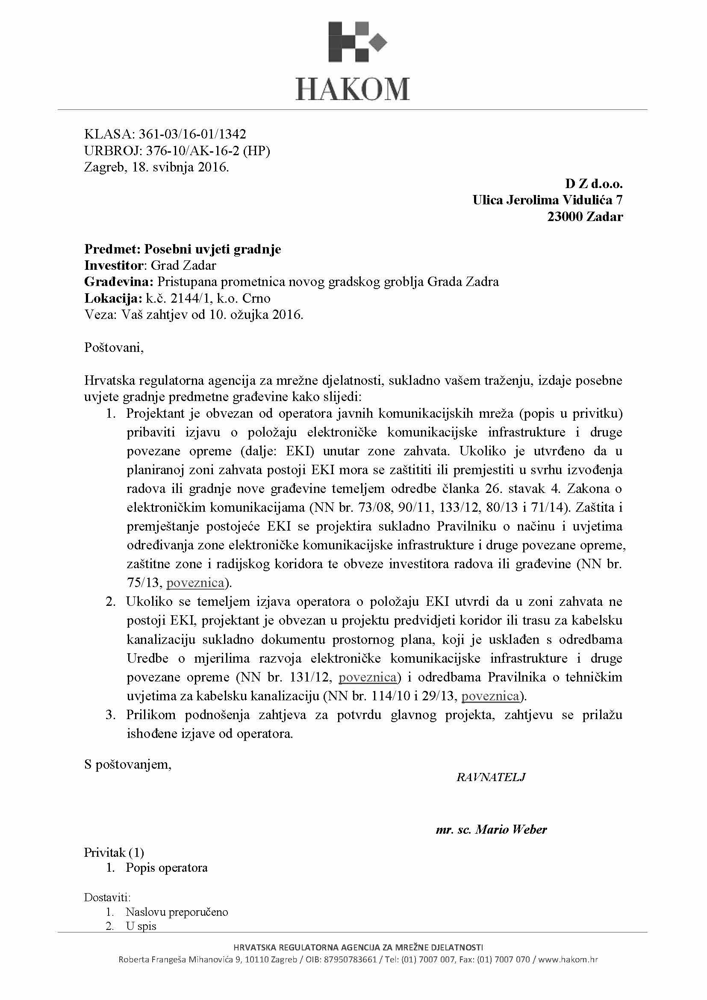 HAKOM
KLASA: 361-03/16-01/1342
URBROJ: 376-10/AK-16-2 (HP)
Zagreb, 18. svibnja 2016.
D Z d.o.o.
Ulica Jerolima Vidulića 7
23000 Zadar
Predmet: Posebni uvjeti gradnje
Investitor: Grad Zadar
Građevina: Pristupana prometnica novog gradskog groblja Grada Zadra
Lokacija: k.č. 2144/1, k.o. Crno
Veza: Vaš zahtjev od 10. ožujka 2016.
Poštovani,
Hrvatska regulatorna agencija za mrežne djelatnosti, sukladno vašem traženju, izdaje posebne
uvjete gradnje predmetne građevine kako slijedi:
1. Projektant je obvezan od operatora javnih komunikacijskih mreža (popis u privitku)
pribaviti izjavu o položaju elektroničke komunikacijske infrastrukture i druge
povezane opreme (dalje: EKI) unutar zone zahvata. Ukoliko je utvrđeno da u
planiranoj zoni zahvata postoji EKI mora se zaštititi ili premjestiti u svrhu izvođenja
radova ili gradnje nove građevine temeljem odredbe članka 26. stavak 4. Zakona o
elektroničkim komunikacijama (NN br. 73/08, 90/11, 133/12, 80/13 i 71/14). Zaštita i
premještanje postojeće EKI se projektira sukladno Pravilniku o načinu i uvjetima
određivanja zone elektroničke komunikacijske infrastrukture i druge povezane opreme,
zaštitne zone i radijskog koridora te obveze investitora radova ili građevine (NN br.
75/13, poveznica).
2. Ukoliko se temeljem izjava operatora o položaju EKI utvrdi da u zoni zahvata ne
postoji EKI, projektant je obvezan u projektu predvidjeti koridor ili trasu za kabelsku
kanalizaciju sukladno dokumentu prostornog plana, koji je usklađen s odredbama
Uredbe o mjerilima razvoja elektroničke komunikacijske infrastrukture i druge
povezane opreme (NN br. 131/12, poveznica) i odredbama Pravilnika o tehničkim
uvjetima za kabelsku kanalizaciju (NN br. 114/10 i 29/13, poveznica).
3. Prilikom podnošenja zahtjeva za potvrdu glavnog projekta, zahtjevu se prilažu
ishođene izjave od operatora.
S poštovanjem,
RAVNATELJ
mr. sc. Mario Weber
Privitak (1)
1. Popis operatora
Dostaviti:
1. Naslovu preporučeno
2. U spis
HRVATSKA REGULATORNA AGENCIJA ZA MREŽNE DJELATNOSTI
Roberta Frangeša Mihanovića 9, 10110 Zagreb / OIB: 87950783661 / Tel: (01) 7007 007, Fax: (01) 7007 070 / www.hakom.hr